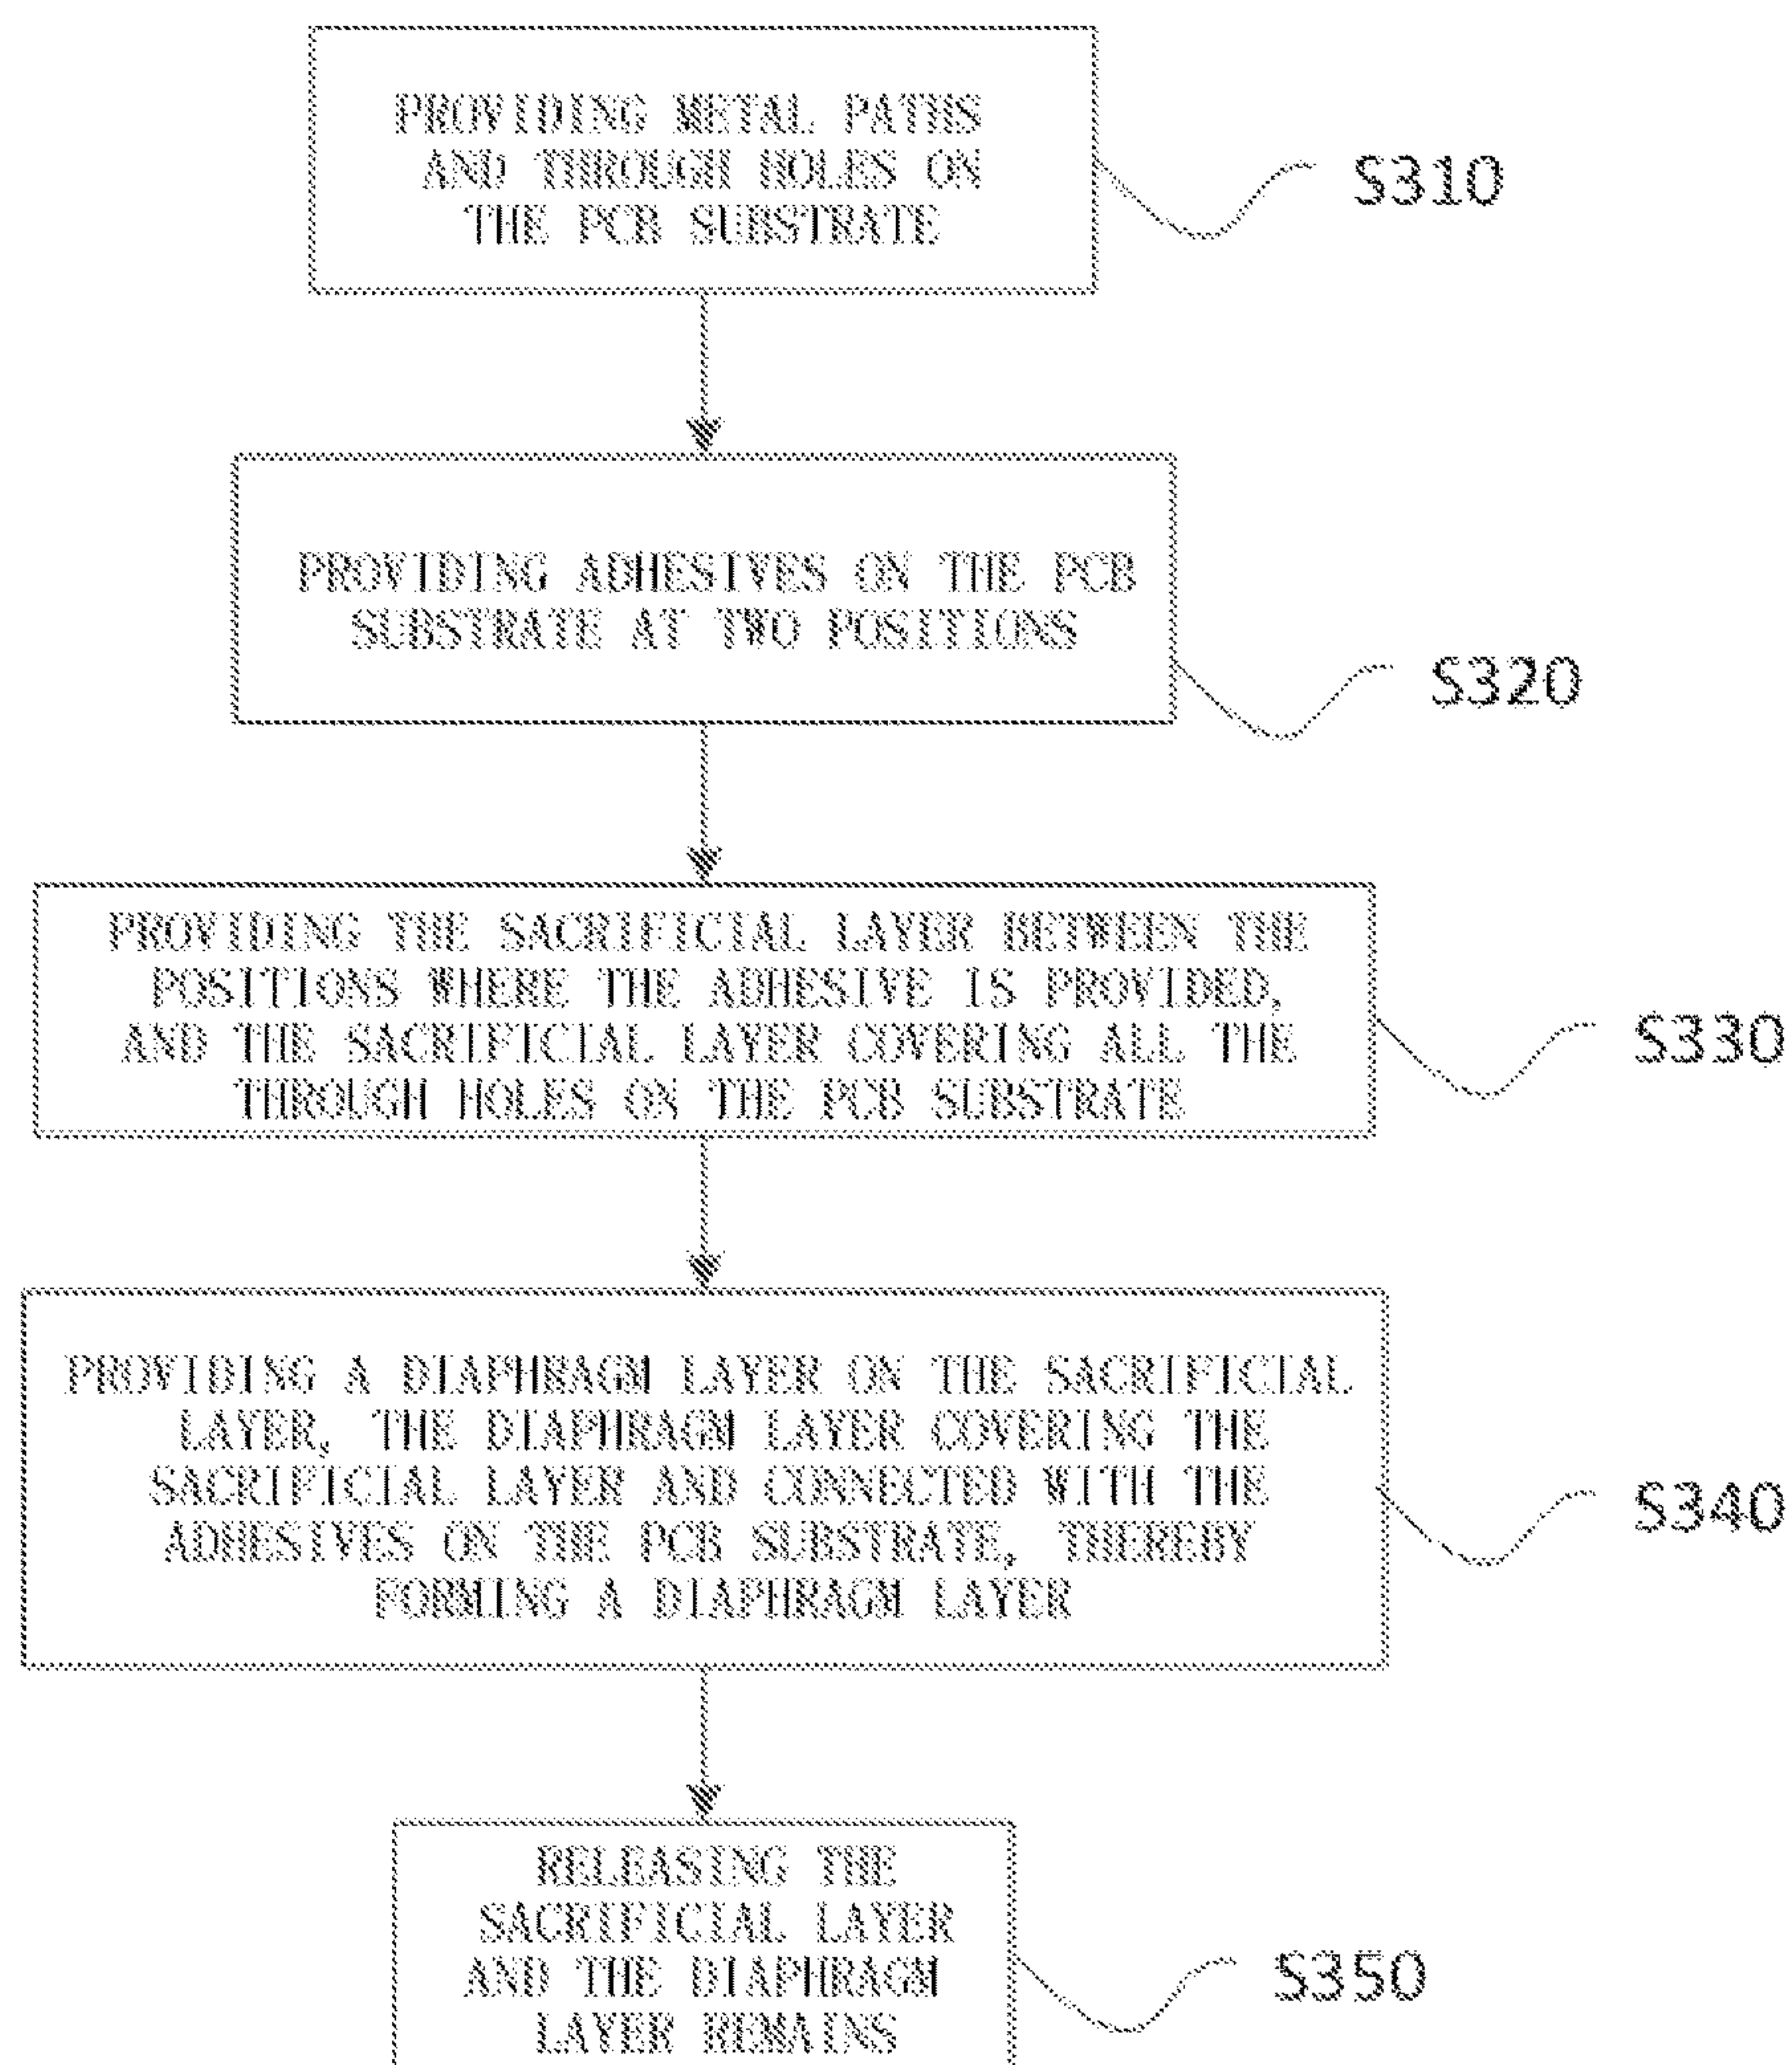 PROVIDING METAL PATHS
AND THROUGH HOLES ON
THE PCB SUBSTRATE
S310
PROVIDING ADHESIVES ON THE PCB
SUBSTRATE AT TWO POSITIONS
S320
PROVIDING THE SACRIFICIAL LAYER BETWEEN THE
POSITIONS WHERE THE ADHESIVE IS PROVIDED,
AND THE SACRIFICIAL LAYER COVERING ALL THE
THROUGH HOLES ON THE PCB SUBSTRATE
S330
PROVIDING A DIAPHRAGM LAYER ON THE SACRIFICIAL
LAYER, THE DIAPHRAGM LAYER COVERING THE
SACRIFICIAL LAYER AND CONNECTED WITH THE
ADHESIVES ON THE PCB SUBSTRATE, THEREBY
FORMING A DIAPHRAGM LAYER
S340
RELEASING THE
SACRIFICIAL LAYER
AND THE DIAPHRAGM
LAYER REMAINS
S350